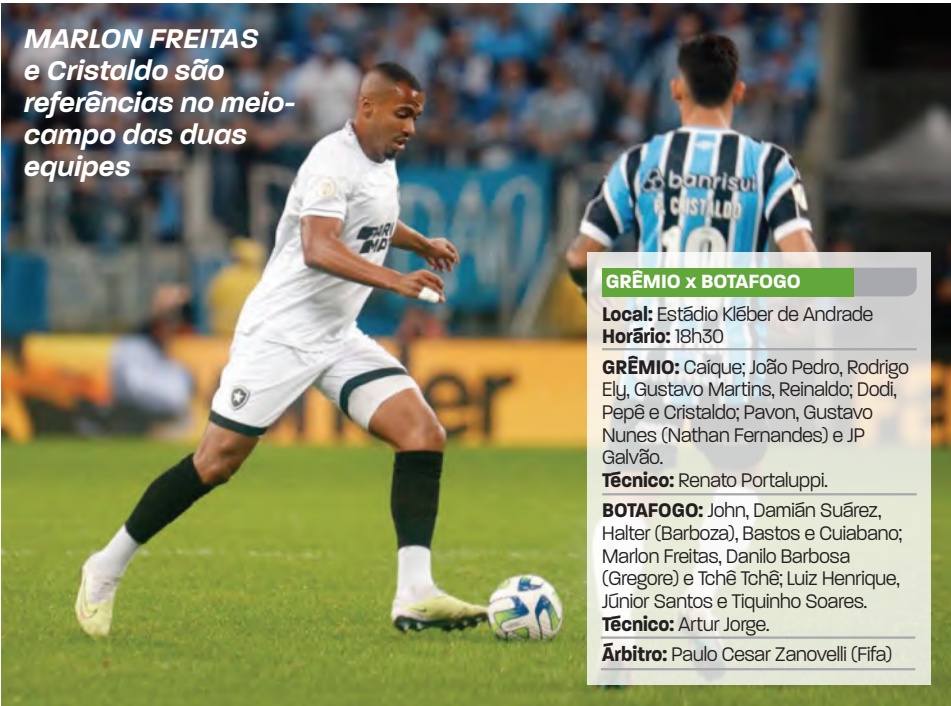 MARLON FREITAS
e Cristaldo são
referências no meio-
campo das duas
equipes
banrisul
F. CRISTALDO
10
GRÊMIO x BOTAFOGO
Local: Estádio Kléber de Andrade
Horário: 18h30
GRÊMIO: Caíque; João Pedro, Rodrigo
Ely, Gustavo Martins, Reinaldo; Dodi,
Pepê e Cristaldo; Pavon, Gustavo
Nunes (Nathan Fernandes) e JP
Galvão.
Técnico: Renato Portaluppi.
BOTAFOGO: John, Damián Suárez,
Halter (Barboza), Bastos e Cuiabano;
Marlon Freitas, Danilo Barbosa
(Gregore) e Tchê Tchê; Luiz Henrique,
Júnior Santos e Tiquinho Soares.
Técnico: Artur Jorge.
Árbitro: Paulo Cesar Zanovelli (Fifa)